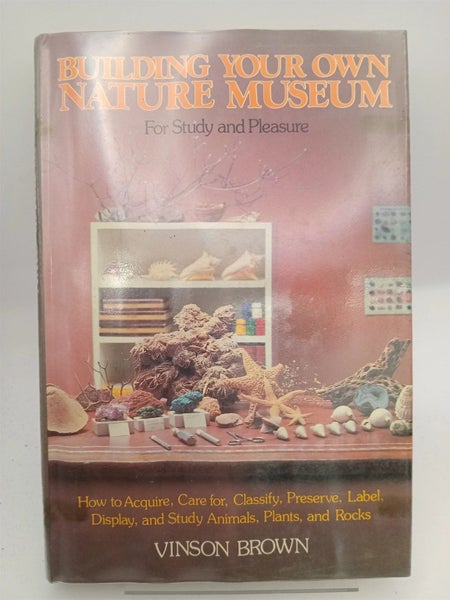 BUILDING YOUR OWN
NATURE MUSEUM
For Study and Pleasure
How to Acquire, Care for, Classify, Preserve, Label,
Display, and Study Animals, Plants, and Rocks
VINSON BROWN